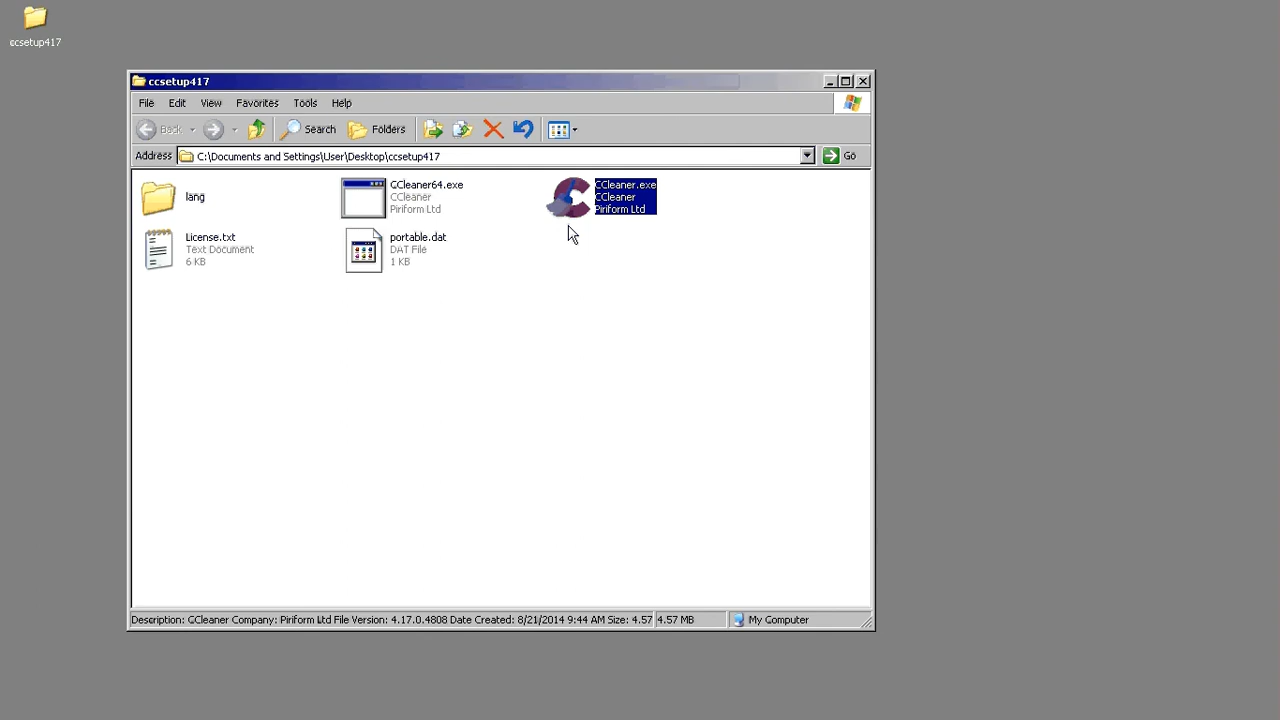 ccsetup417
ccsetup417
File Edit View Favorites Tools Help
Back Search Folders
Address C:\Documents and Settings\User\Desktop\ccsetup417 Go
lang
CCleaner64.exe
CCleaner
Piriform Ltd
CCleaner.exe
CCleaner
Piriform Ltd
License.txt
Text Document
6 KB
portable.dat
DAT File
1 KB
Description: CCleaner Company: Piriform Ltd File Version: 4.17.0.4808 Date Created: 8/21/2014 9:44 AM Size: 4.57 4.57 MB My Computer